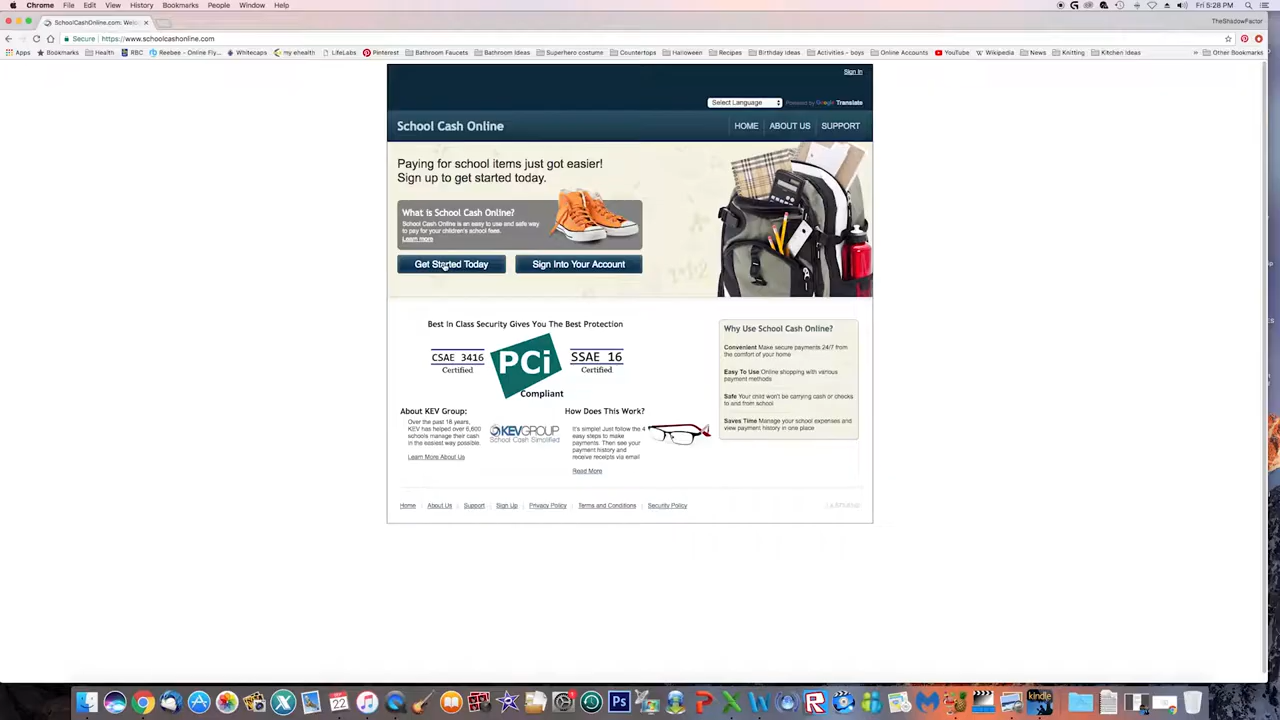 Chrome File Edit View History Bookmarks People Window Help Fri 5:28 PM
SchoolCashOnline.com: Welc TheShadowFactor
Secure https://www.schoolcashonline.com
Apps Bookmarks Health RBC Reebee - Online Fly... Whitecaps my ehealth LifeLabs Pinterest Bathroom Faucets Bathroom Ideas Superhero costume Countertops Halloween Recipes Birthday Ideas Activities - boys Online Accounts YouTube Wikipedia News Knitting Kitchen Ideas » Other Bookmarks
Sign In
Select Language Powered by Google Translate
School Cash Online HOME ABOUT US SUPPORT
Paying for school items just got easier!
Sign up to get started today.
What is School Cash Online?
School Cash Online is an easy to use and safe way
to pay for your children's school fees.
Learn more
Get Started Today Sign Into Your Account
Best In Class Security Gives You The Best Protection
CSAE 3416
Certified
PCi
Compliant
SSAE 16
Certified
Why Use School Cash Online?
Convenient Make secure payments 24/7 from
the comfort of your home
Easy To Use Online shopping with various
payment methods
Safe Your child won't be carrying cash or checks
to and from school
Saves Time Manage your school expenses and
view payment history in one place
About KEV Group:
Over the past 18 years,
KEV has helped over 6,600
schools manage their cash
in the easiest way possible.
Learn More About Us
KEVGROUP
School Cash Simplified
How Does This Work?
It's simple! Just follow the 4
easy steps to make
payments. Then see your
payment history and
receive receipts via email
Read More
Home About Us Support Sign Up Privacy Policy Terms and Conditions Security Policy
Ps
kindle